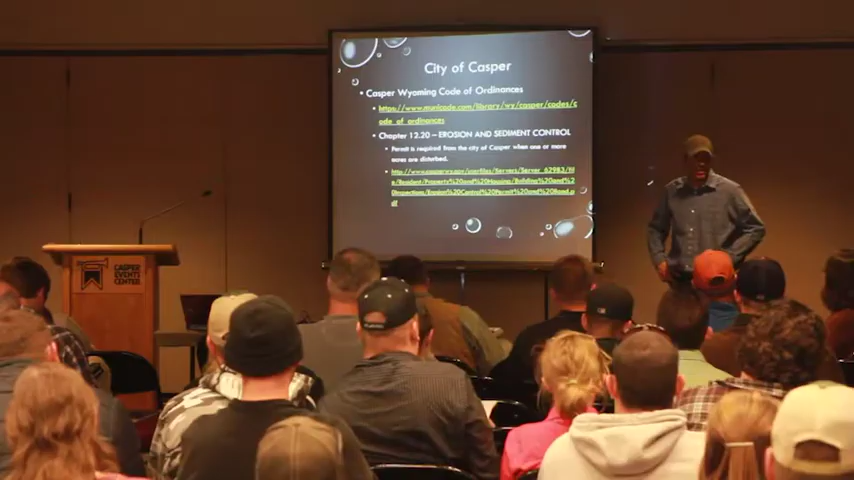 City of Casper
• Casper Wyoming Code of Ordinances
• https://www.municode.com/library/wy/casper/codes/c
ode_of_ordinances
• Chapter 12.20 – EROSION AND SEDIMENT CONTROL
• Permit is required from the city of Casper when one or more
acres are disturbed.
CASPER
EVENTS
CENTER